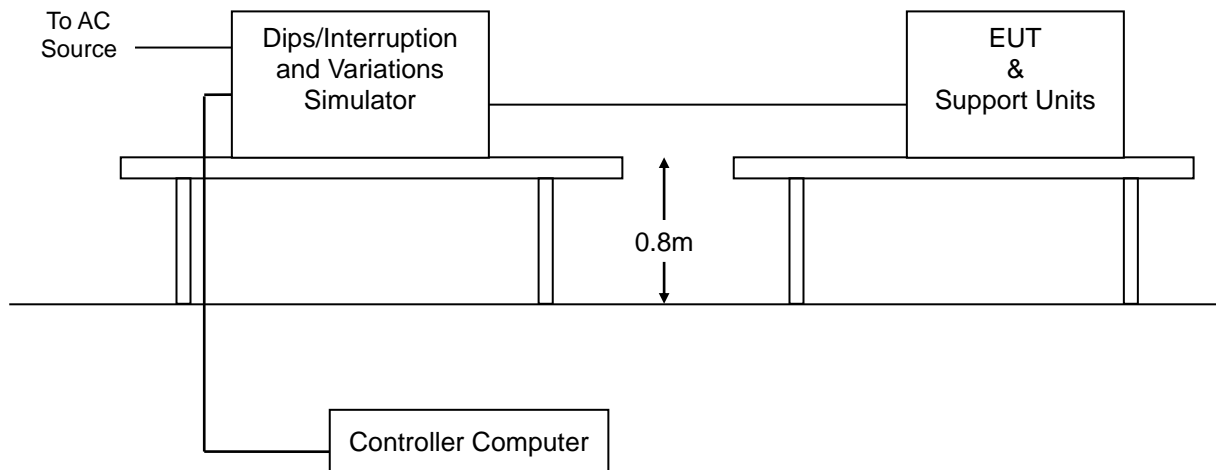 To AC
Source
Dips/Interruption
and Variations
Simulator
EUT
&
Support Units
0.8m
Controller Computer